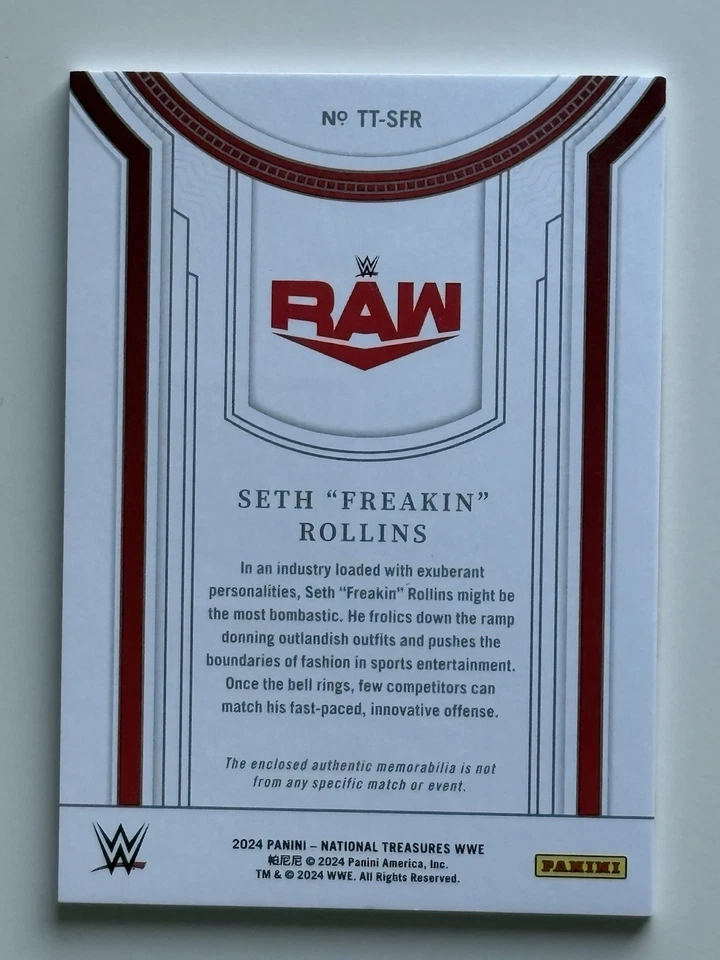 Nº TT-SFR
W
RAW
SETH “FREAKIN”
ROLLINS
In an industry loaded with exuberant
personalities, Seth “Freakin” Rollins might be
the most bombastic. He frolics down the ramp
donning outlandish outfits and pushes the
boundaries of fashion in sports entertainment.
Once the bell rings, few competitors can
match his fast-paced, innovative offense.
The enclosed authentic memorabilia is not
from any specific match or event.
W
2024 PANINI – NATIONAL TREASURES WWE
帕尼尼 © 2024 Panini America, Inc.
TM & © 2024 WWE. All Rights Reserved.
PANINI